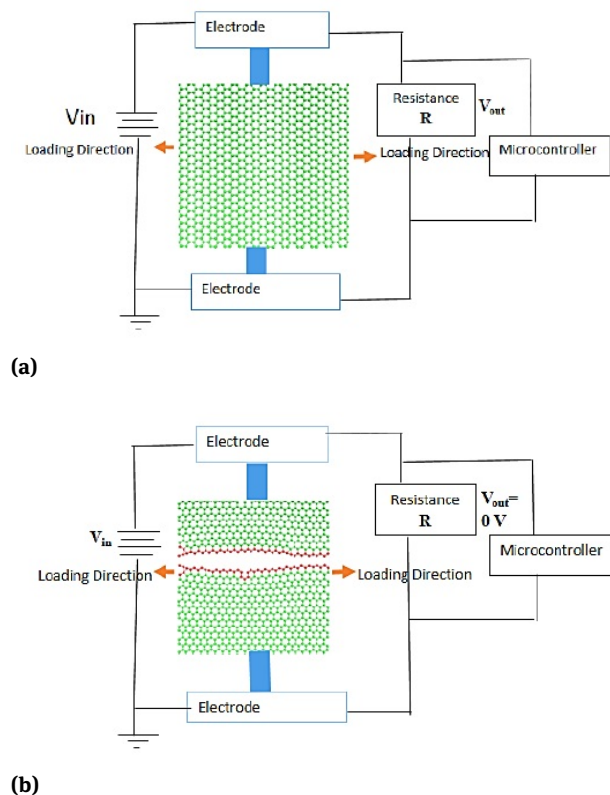 Electrode
Vin
Resistance
R
Vout
Loading Direction
Loading Direction
Microcontroller
Electrode
(a)
Electrode
Vin
Resistance
R
Vout=
0 V
Microcontroller
Loading Direction
Loading Direction
Electrode
(b)